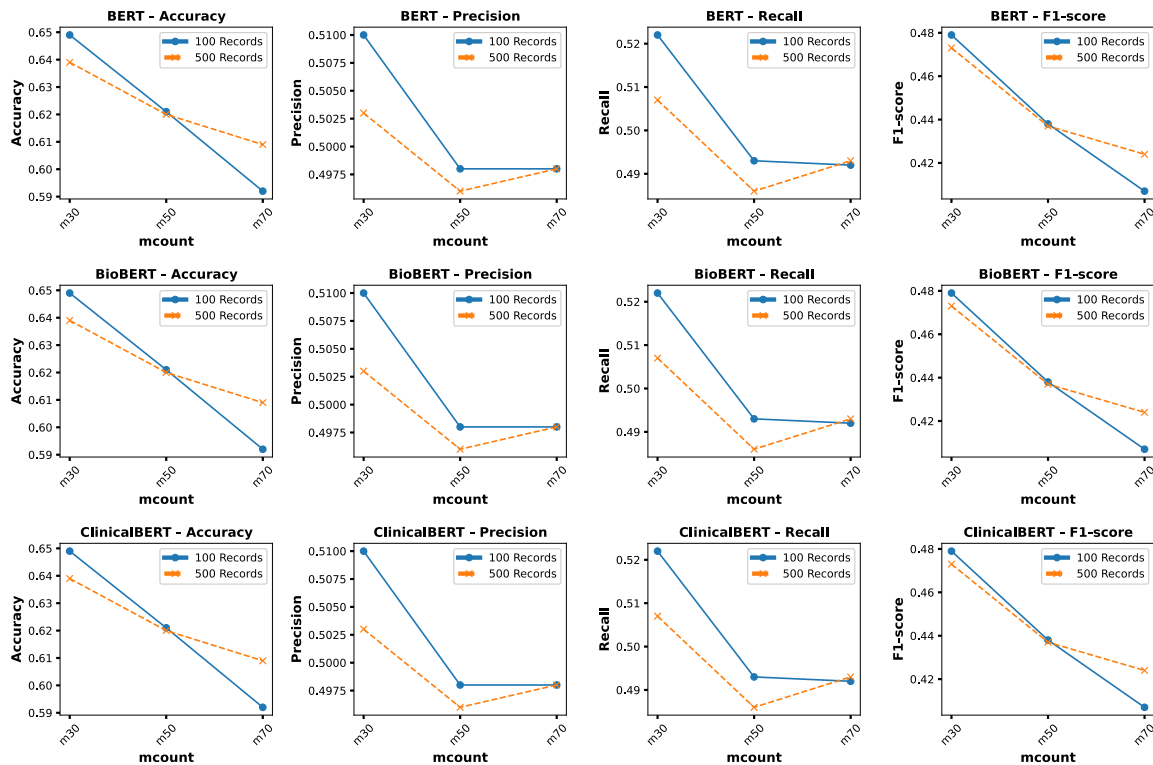 BERT – Accuracy
Accuracy
0.65
0.64
0.63
0.62
0.61
0.60
0.59
100 Records
500 Records
m30
m50
m70
mcount
BERT – Precision
Precision
0.5100
0.5075
0.5050
0.5025
0.5000
0.4975
100 Records
500 Records
m30
m50
m70
mcount
BERT – Recall
Recall
0.52
0.51
0.50
0.49
100 Records
500 Records
m30
m50
m70
mcount
BERT – F1–score
F1–score
0.48
0.46
0.44
0.42
100 Records
500 Records
m30
m50
m70
mcount
BioBERT – Accuracy
Accuracy
0.65
0.64
0.63
0.62
0.61
0.60
0.59
100 Records
500 Records
m30
m50
m70
mcount
BioBERT – Precision
Precision
0.5100
0.5075
0.5050
0.5025
0.5000
0.4975
100 Records
500 Records
m30
m50
m70
mcount
BioBERT – Recall
Recall
0.52
0.51
0.50
0.49
100 Records
500 Records
m30
m50
m70
mcount
BioBERT – F1–score
F1–score
0.48
0.46
0.44
0.42
100 Records
500 Records
m30
m50
m70
mcount
ClinicalBERT – Accuracy
Accuracy
0.65
0.64
0.63
0.62
0.61
0.60
0.59
100 Records
500 Records
m30
m50
m70
mcount
ClinicalBERT – Precision
Precision
0.5100
0.5075
0.5050
0.5025
0.5000
0.4975
100 Records
500 Records
m30
m50
m70
mcount
ClinicalBERT – Recall
Recall
0.52
0.51
0.50
0.49
100 Records
500 Records
m30
m50
m70
mcount
ClinicalBERT – F1–score
F1–score
0.48
0.46
0.44
0.42
100 Records
500 Records
m30
m50
m70
mcount